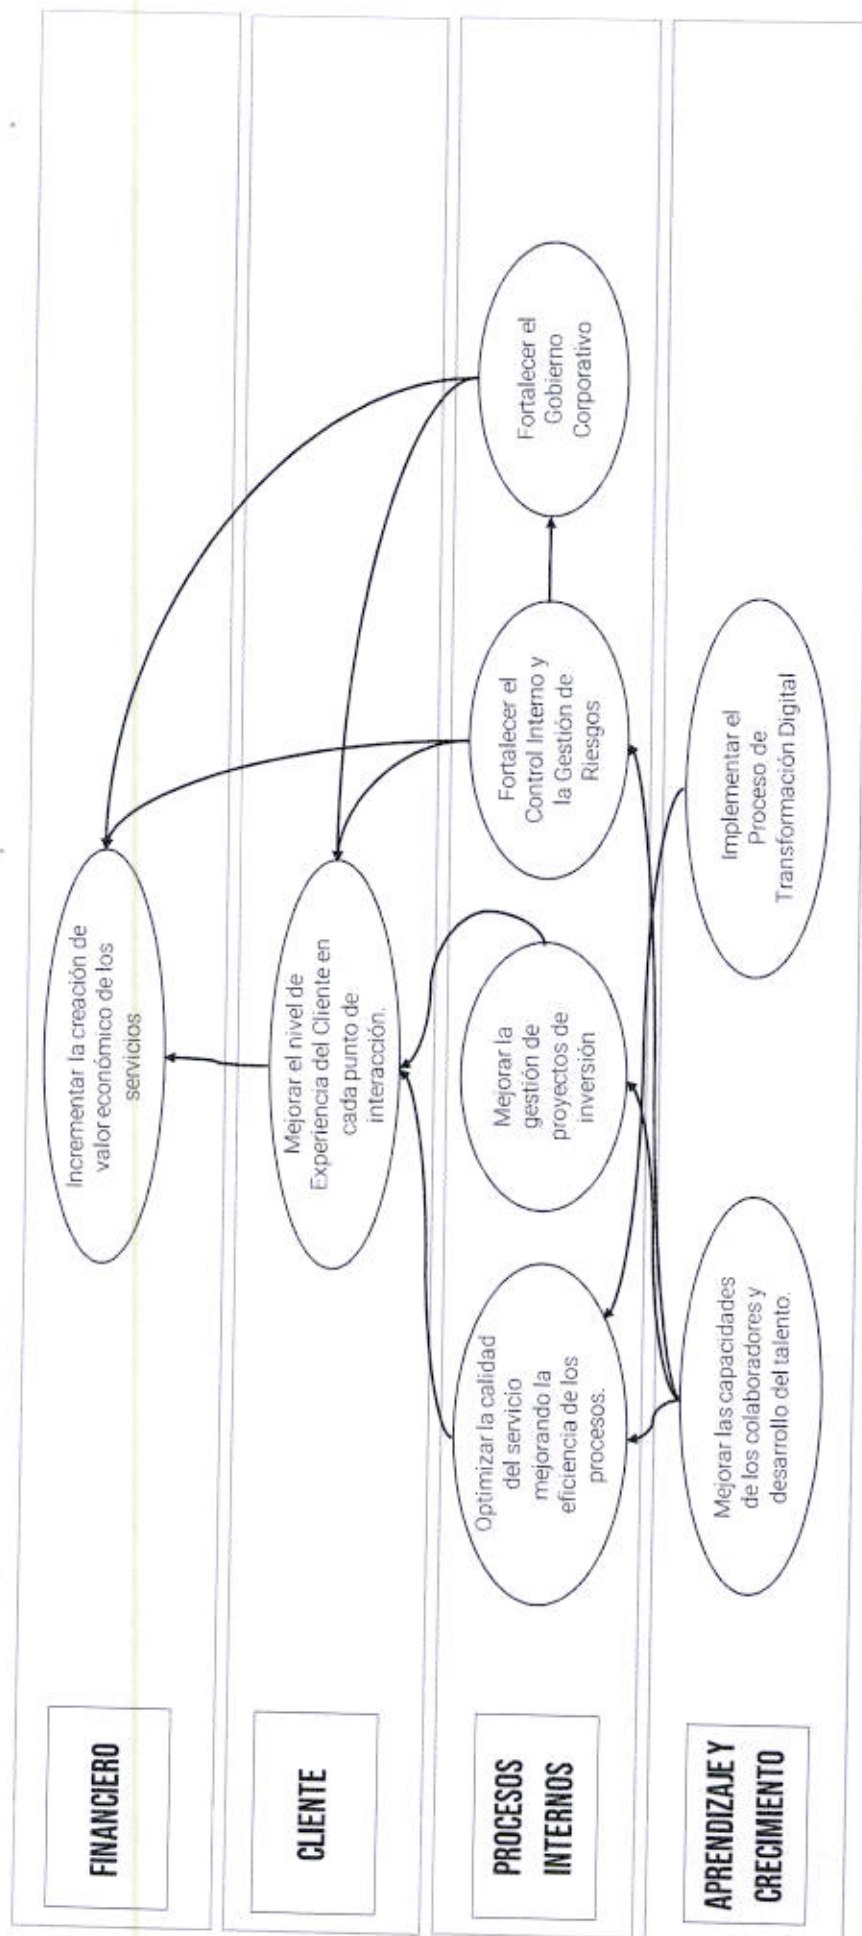 FINANCIERO
Incrementar la creación de
valor económico de los
servicios
CLIENTE
Mejorar el nivel de
Experiencia del Cliente en
cada punto de
interacción.
PROCESOS
INTERNOS
Optimizar la calidad
del servicio
mejorando la
eficiencia de los
procesos.
Mejorar la
gestión de
proyectos de
inversión
Fortalecer el
Control Interno y
la Gestión de
Riesgos
Fortalecer el
Gobierno
Corporativo
APRENDIZAJE Y
CRECIMIENTO
Mejorar las capacidades
de los colaboradores y
desarrollo del talento.
Implementar el
Proceso de
Transformación Digital